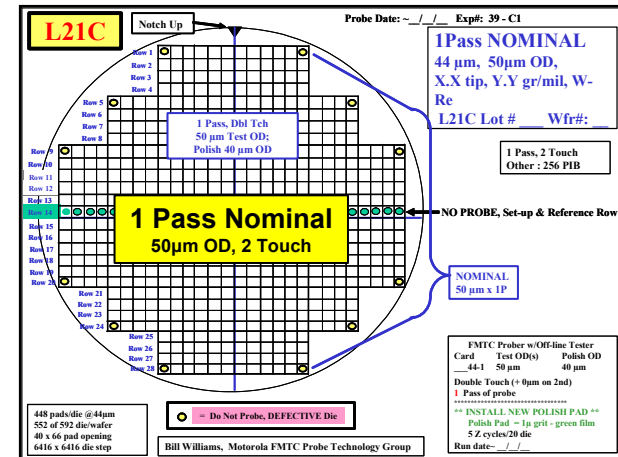 L21C
Notch Up
Probe Date: ~__/__/__ Exp#: 39 - C1
1Pass NOMINAL
44 µm, 50µm OD,
X.X tip, Y.Y gr/mil, W-
Re
L21C Lot # ___ Wfr#: __
1 Pass, 2 Touch
Other : 256 PIB
Row 1
Row 2
Row 3
Row 4
Row 5
Row 6
Row 7
Row 8
Row 9
Row 10
Row 11
Row 12
Row 13
Row 14
Row 15
Row 16
Row 17
Row 18
Row 19
Row 20
Row 21
Row 22
Row 23
Row 24
Row 25
Row 26
Row 27
Row 28
1 Pass, Dbl Tch
50 µm Test OD;
Polish 40 µm OD
1 Pass Nominal
50µm OD, 2 Touch
NO PROBE, Set-up & Reference Row
NOMINAL
50 µm x 1P
FMTC Prober w/Off-line Tester
Card Test OD(s) Polish OD
___44-1 50 µm 40 µm
Double Touch (+ 0µm on 2nd)
1 Pass of probe
********************************
** INSTALL NEW POLISH PAD **
Polish Pad = 1µ grit - green film
5 Z cycles/20 die
Run date~ __/__/__
448 pads/die @44µm
552 of 592 die/wafer
40 x 66 pad opening
6416 x 6416 die step
= Do Not Probe, DEFECTIVE Die
Bill Williams, Motorola FMTC Probe Technology Group